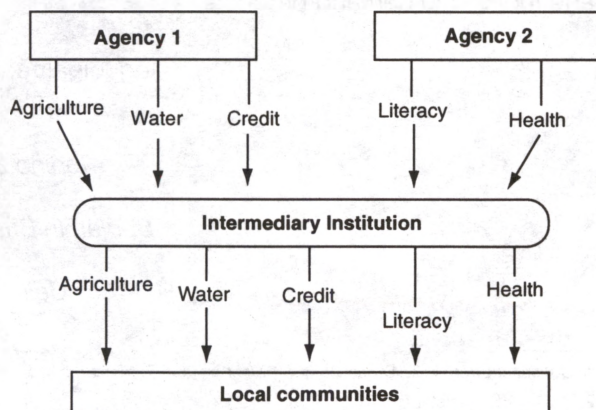 Agency 1
Agency 2
Agriculture
Water
Credit
Literacy
Health
Intermediary Institution
Agriculture
Water
Credit
Literacy
Health
Local communities